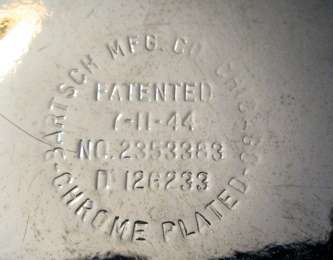 BARTSCH MFG. CO. CHICAGO
PATENTED
7-11-44
NO. 2353383
D 126233
-CHROME PLATED-